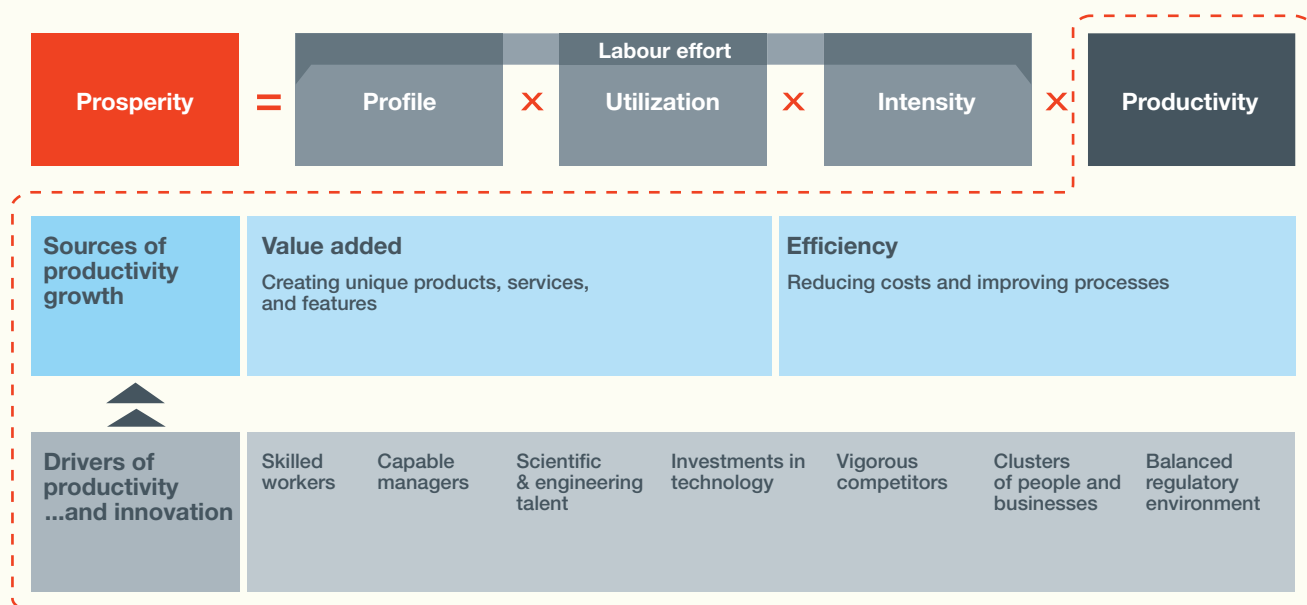 Labour effort
Prosperity = Profile × Utilization × Intensity × Productivity
Sources of
productivity
growth
Value added
Creating unique products, services,
and features
Efficiency
Reducing costs and improving processes
Drivers of
productivity
...and innovation
Skilled
workers
Capable
managers
Scientific
& engineering
talent
Investments in
technology
Vigorous
competitors
Clusters
of people and
businesses
Balanced
regulatory
environment